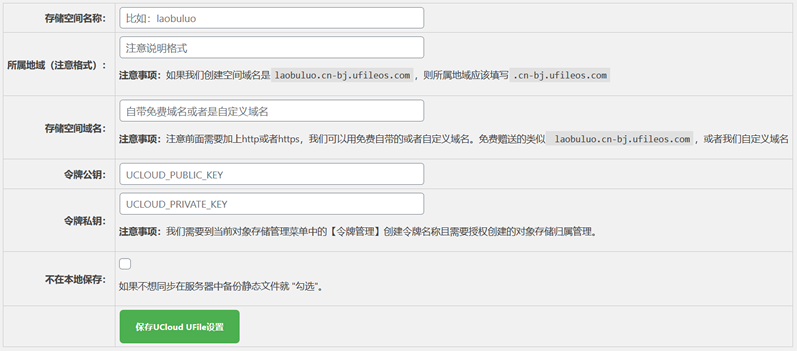 存储空间名称： 比如：laobuluo
注意说明格式
所属地域（注意格式）：
注意事项：如果我们创建空间域名是 laobuluo.cn-bj.ufileos.com ，则所属地域应该填写 .cn-bj.ufileos.com
自带免费域名或者是自定义域名
存储空间域名：
注意事项：注意前面需要加上http或者https，我们可以用免费自带的或者自定义域名。免费赠送的类似 laobuluo.cn-bj.ufileos.com ，或者我们自定义域名
令牌公钥： UCLOUD_PUBLIC_KEY
UCLOUD_PRIVATE_KEY
令牌私钥：
注意事项：我们需要到当前对象存储管理菜单中的【令牌管理】创建令牌名称且需要授权创建的对象存储归属管理。
不在本地保存：
如果不想同步在服务器中备份静态文件就 "勾选"。
保存UCloud UFile设置